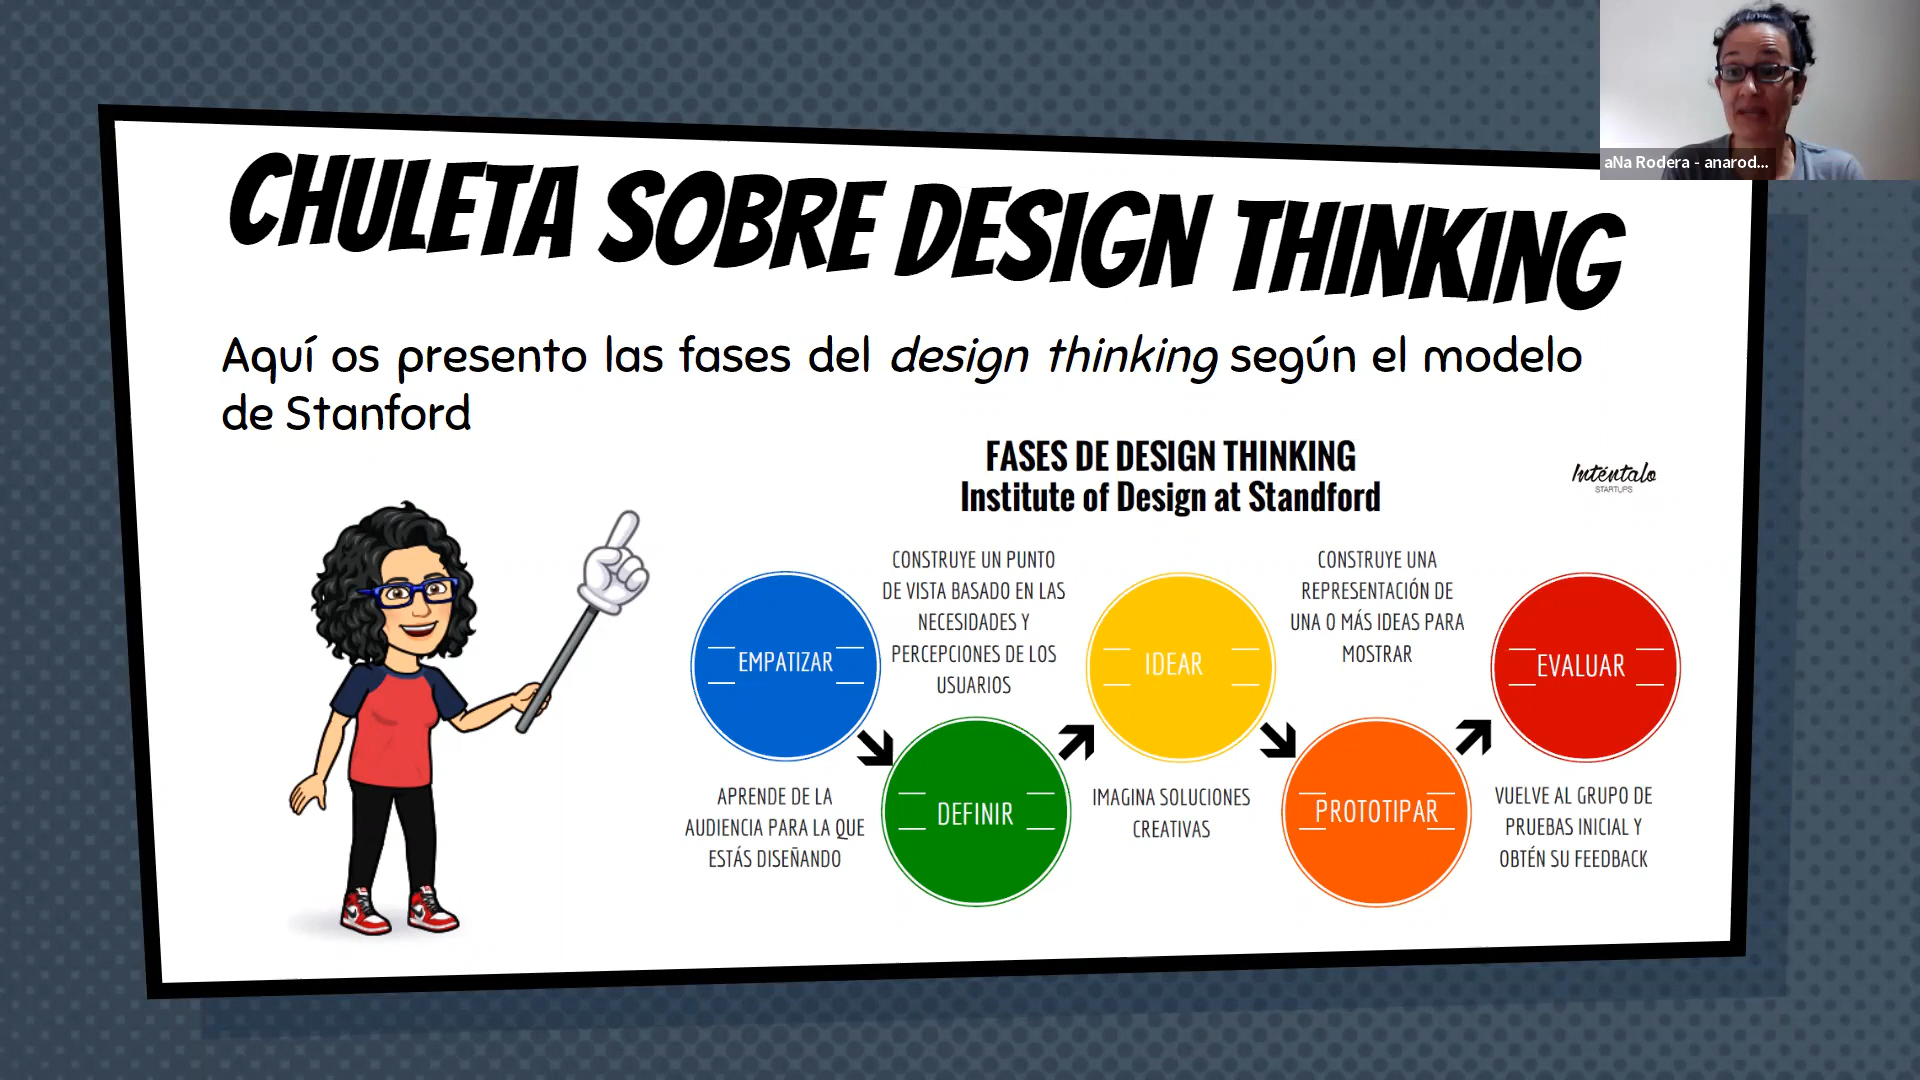 aNa Rodera - anarod...
CHULETA SOBRE DESIGN THINKING
Aquí os presento las fases del design thinking según el modelo
de Stanford
FASES DE DESIGN THINKING
Institute of Design at Standford
Inténtalo
STARTUPS
EMPATIZAR
APRENDE DE LA
AUDIENCIA PARA LA QUE
ESTÁS DISEÑANDO
CONSTRUYE UN PUNTO
DE VISTA BASADO EN LAS
NECESIDADES Y
PERCEPCIONES DE LOS
USUARIOS
DEFINIR
IDEAR
IMAGINA SOLUCIONES
CREATIVAS
CONSTRUYE UNA
REPRESENTACIÓN DE
UNA O MÁS IDEAS PARA
MOSTRAR
PROTOTIPAR
EVALUAR
VUELVE AL GRUPO DE
PRUEBAS INICIAL Y
OBTÉN SU FEEDBACK